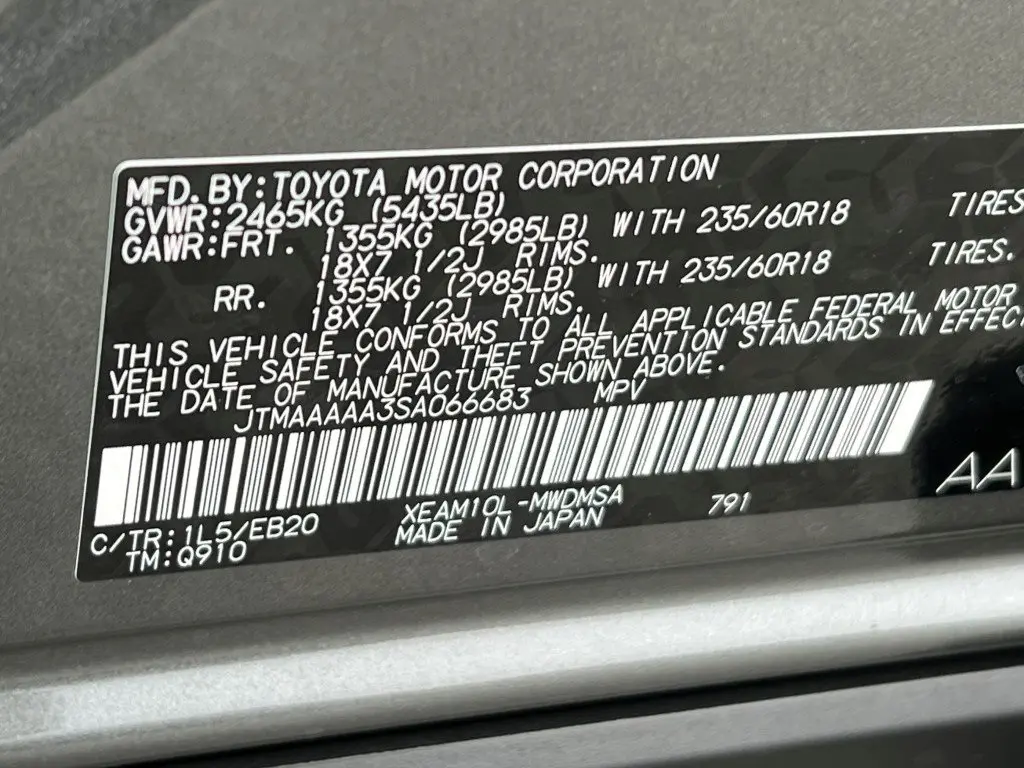 MFD.BY:TOYOTA MOTOR CORPORATION
GVWR:2465KG (5435LB)
GAWR:FRT. 1355KG (2985LB) WITH 235/60R18 TIRES
18X7 1/2J RIMS.
RR. 1355KG (2985LB) WITH 235/60R18 TIRES.
18X7 1/2J RIMS.
THIS VEHICLE CONFORMS TO ALL APPLICABLE FEDERAL MOTOR
VEHICLE SAFETY AND THEFT PREVENTION STANDARDS IN EFFEC
THE DATE OF MANUFACTURE SHOWN ABOVE.
JTMAAAAA3SA066683 MPV
C/TR:1L5/EB20 XEAM10L-MWDMSA 791 AA
TM:Q910 MADE IN JAPAN